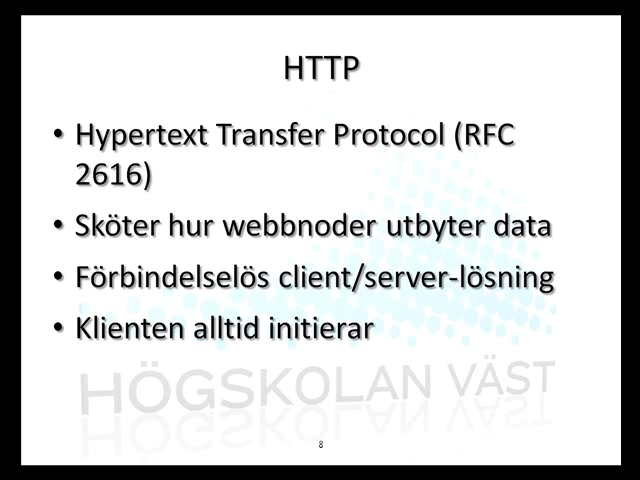 HTTP
• Hypertext Transfer Protocol (RFC
2616)
• Sköter hur webbnoder utbyter data
• Förbindelselös client/server-lösning
• Klienten alltid initierar
HÖGSKOLAN VÄST
8